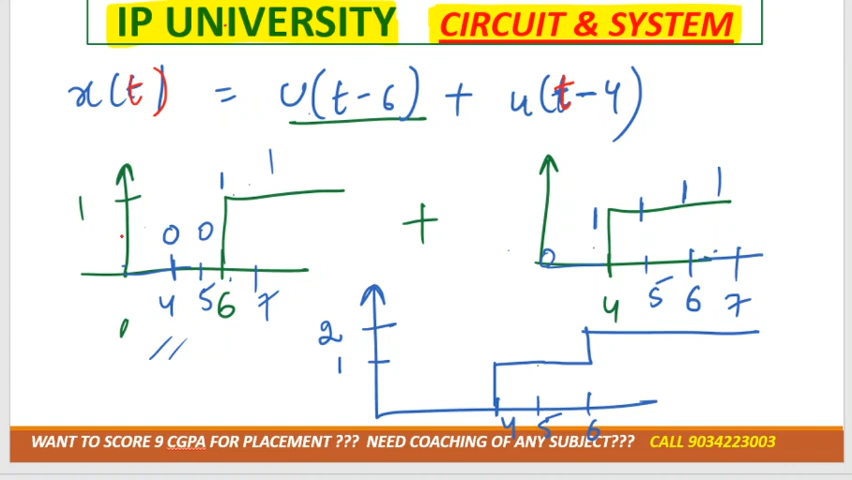 IP UNIVERSITY CIRCUIT & SYSTEM
x(t) = U(t-6) + u(t-4)
1 0 0 1 1
4 5 6 7
+
0 1 1 1 1
4 5 6 7
2
1
4 5 6
WANT TO SCORE 9 CGPA FOR PLACEMENT ??? NEED COACHING OF ANY SUBJECT??? CALL 9034223003